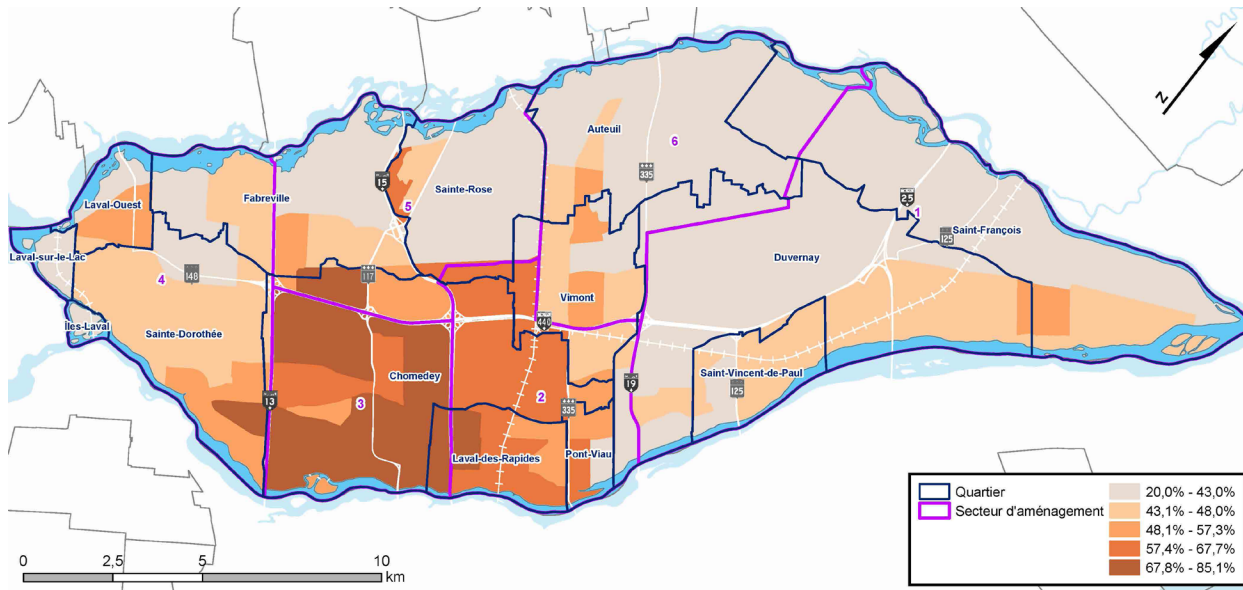 N
Auteuil
6
335
Laval-Ouest
Fabreville
15
5
Sainte-Rose
25
1
Saint-François
125
Laval-sur-le-Lac
4
148
117
Duvernay
Vimont
Îles-Laval
Sainte-Dorothée
440
Chomedey
Saint-Vincent-de-Paul
19
125
13
3
2
335
Laval-des-Rapides
Pont-Viau
Quartier
Secteur d'aménagement
20,0% - 43,0%
43,1% - 48,0%
48,1% - 57,3%
57,4% - 67,7%
67,8% - 85,1%
0 2,5 5 10
km